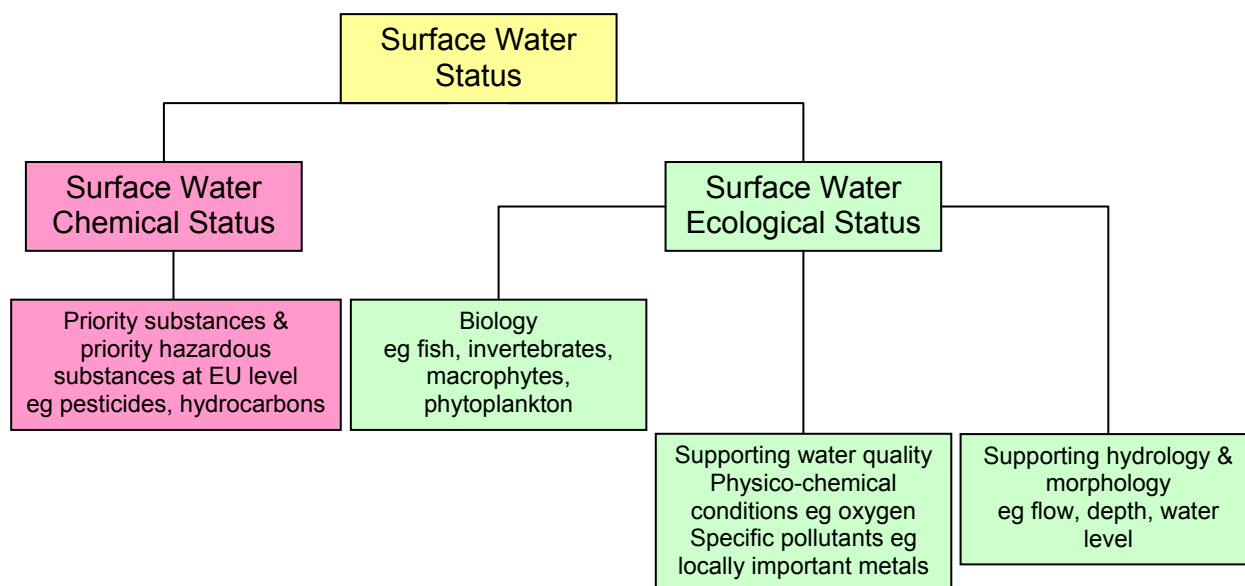 Surface Water
Status
Surface Water
Chemical Status
Surface Water
Ecological Status
Priority substances &
priority hazardous
substances at EU level
eg pesticides, hydrocarbons
Biology
eg fish, invertebrates,
macrophytes,
phytoplankton
Supporting water quality
Physico-chemical
conditions eg oxygen
Specific pollutants eg
locally important metals
Supporting hydrology &
morphology
eg flow, depth, water
level